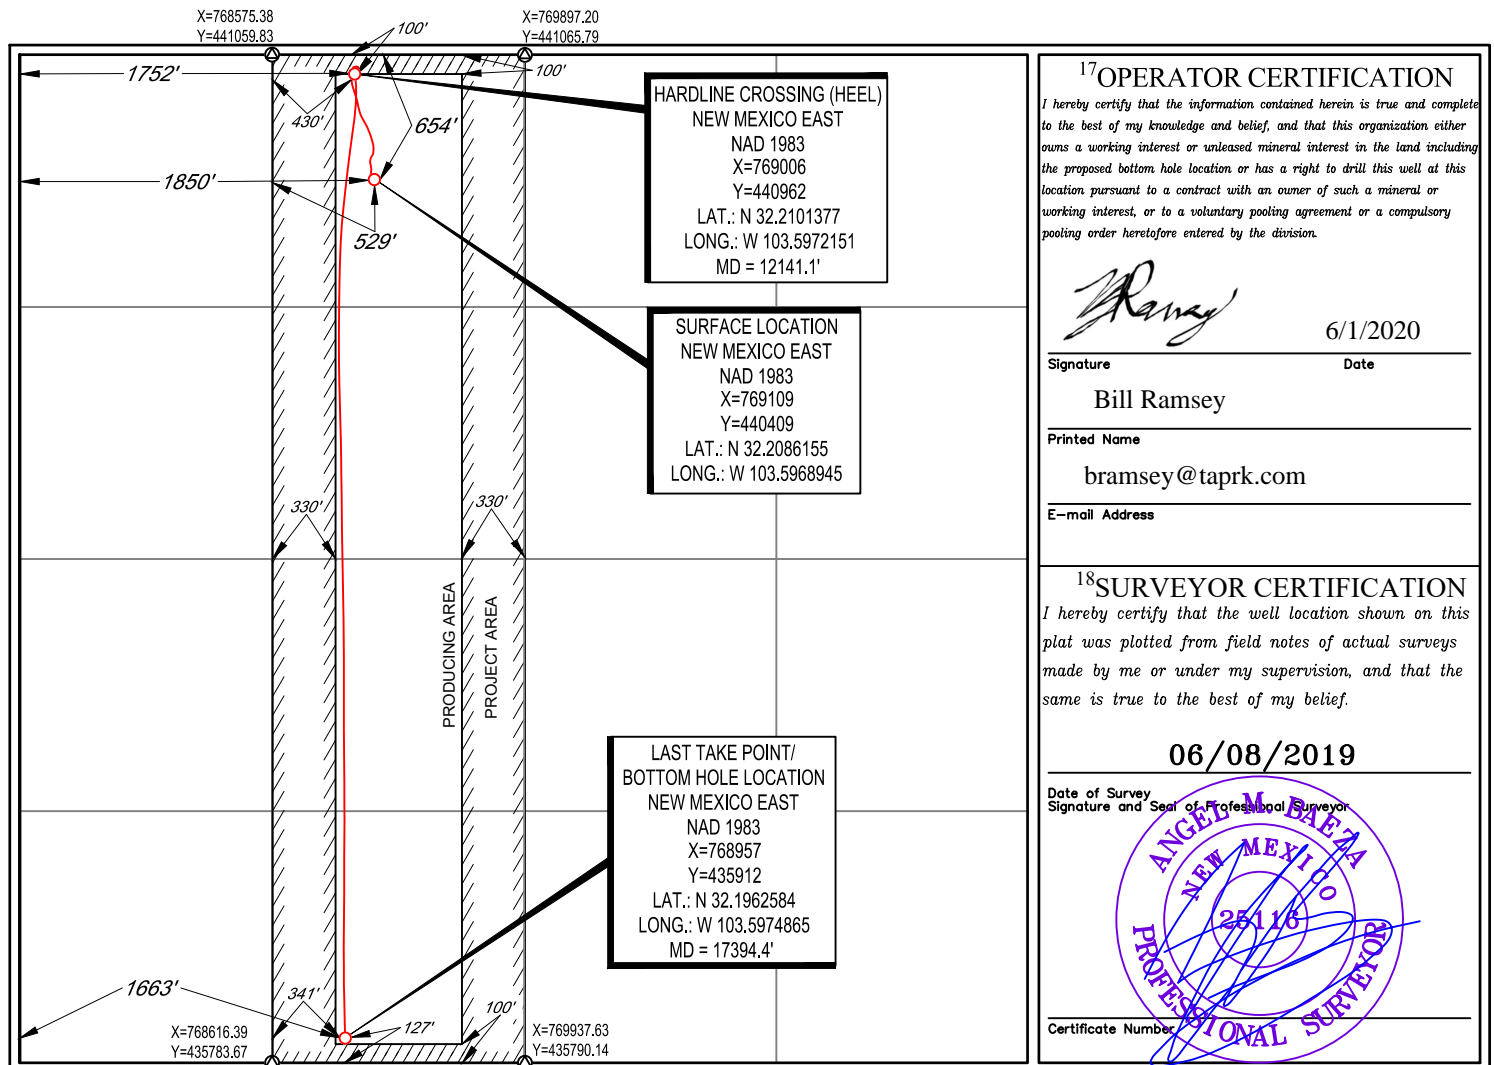 X=768575.38
Y=441059.83
X=769897.20
Y=441065.79
100'
1752'
100'
430'
654'
1850'
529'
HARDLINE CROSSING (HEEL)
NEW MEXICO EAST
NAD 1983
X=769006
Y=440962
LAT.: N 32.2101377
LONG.: W 103.5972151
MD = 12141.1'
SURFACE LOCATION
NEW MEXICO EAST
NAD 1983
X=769109
Y=440409
LAT.: N 32.2086155
LONG.: W 103.5968945
330'
330'
PRODUCING AREA
PROJECT AREA
LAST TAKE POINT/
BOTTOM HOLE LOCATION
NEW MEXICO EAST
NAD 1983
X=768957
Y=435912
LAT.: N 32.1962584
LONG.: W 103.5974865
MD = 17394.4'
1663'
341'
127'
100'
X=768616.39
Y=435783.67
X=769937.63
Y=435790.14
17OPERATOR CERTIFICATION
I hereby certify that the information contained herein is true and complete
to the best of my knowledge and belief, and that this organization either
owns a working interest or unleased mineral interest in the land including
the proposed bottom hole location or has a right to drill this well at this
location pursuant to a contract with an owner of such a mineral or
working interest, or to a voluntary pooling agreement or a compulsory
pooling order heretofore entered by the division.
BRamsey
6/1/2020
Signature Date
Bill Ramsey
Printed Name
bramsey@taprk.com
E-mail Address
18SURVEYOR CERTIFICATION
I hereby certify that the well location shown on this
plat was plotted from field notes of actual surveys
made by me or under my supervision, and that the
same is true to the best of my belief.
06/08/2019
Date of Survey
Signature and Seal of Professional Surveyor
ANGEL M. BAEZA
NEW MEXICO
25116
PROFESSIONAL SURVEYOR
Certificate Number